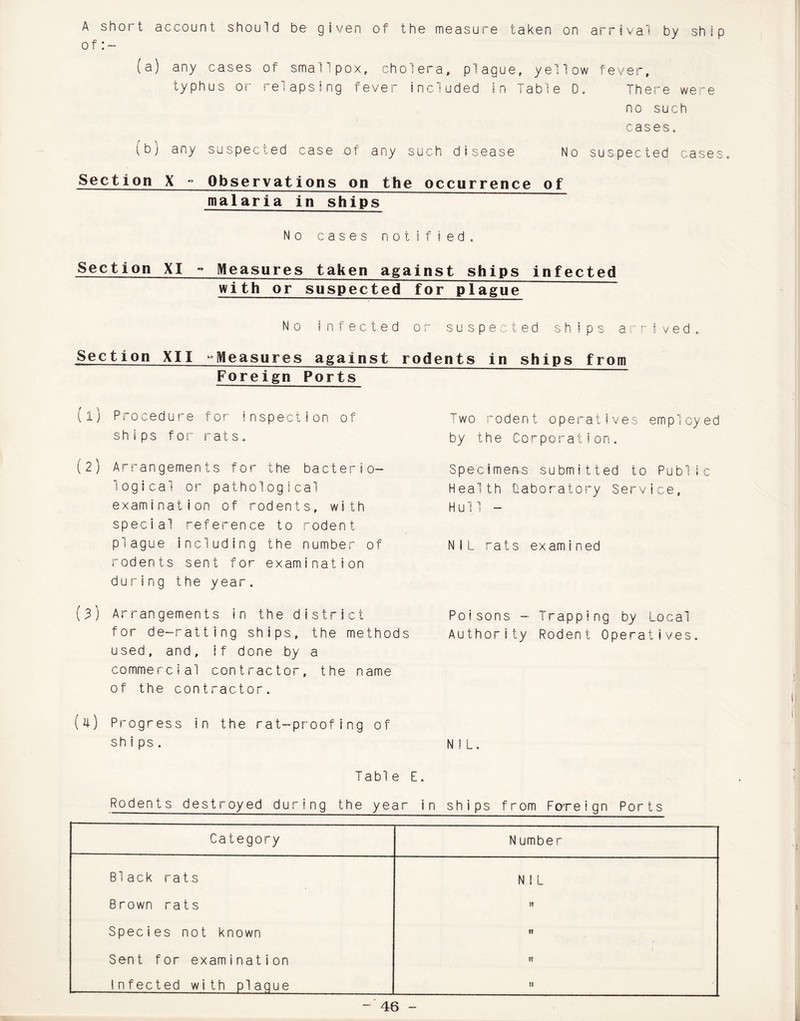 A short account should be given of the measure taken on arrival by ship
of:-
(a) any cases of smallpox, cholera, plague, yellow fever,
typhus or relapsing fever included in Table D. There were
no such
cases.
(b) any suspected case of any such disease No suspected cases.
Section X - Observations on the occurrence of
malaria in ships
No cases notified.
Section XI - Measures taken against ships infected
with or suspected for plague
No infected or suspected ships arrived.
Section XII -Measures against rodents in ships from
Foreign Ports
(1) Procedure for inspection of
ships for rats.
Two rodent operatives employed
by the Corporation.
(2) Arrangements for the bacterio-
logical or pathological
examination of rodents, with
special reference to rodent
plague including the number of
rodents sent for examination
during the year.
Specimens submitted to Public
Health Laboratory Service,
Hull -
NIL rats examined
(3) Arrangements in the district
for de-ratting ships, the methods
used, and, if done by a
commercial contractor, the name
of the contractor.
Poisons - Trapping by Local
Authority Rodent Operatives.
(4) Progress in the rat-proofing of
ships.
NIL.
Table E.
Rodents destroyed during the year in ships from Foreign Ports
Category Number
Black rats NIL
Brown rats "
Species not known "
Sent for examination "
Infected with plague "
- 46 -